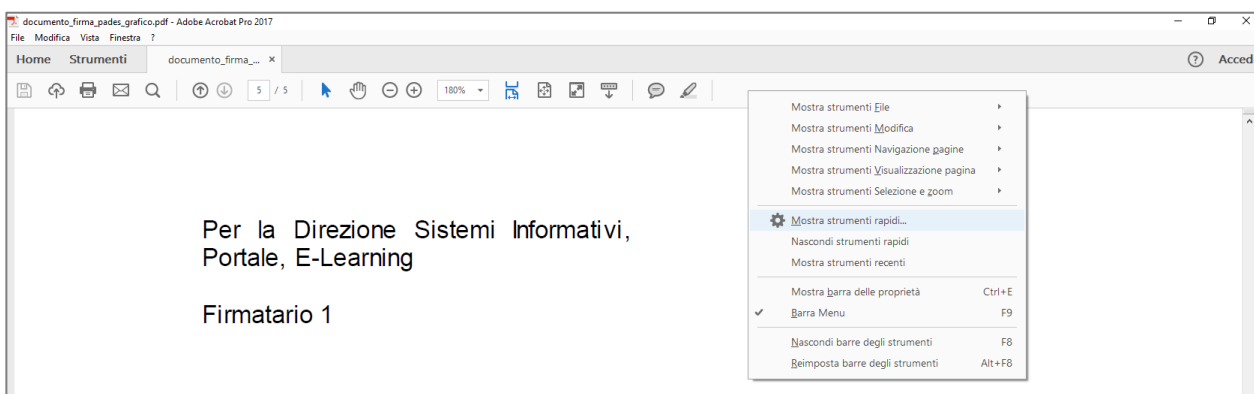 documento_firma_pades_grafico.pdf - Adobe Acrobat Pro 2017
File Modifica Vista Finestra ?
Home Strumenti documento_firma_... × ? Acced
5 / 5 180%
Mostra strumenti File
Mostra strumenti Modifica
Mostra strumenti Navigazione pagine
Mostra strumenti Visualizzazione pagina
Mostra strumenti Selezione e zoom
Mostra strumenti rapidi...
Nascondi strumenti rapidi
Mostra strumenti recenti
Mostra barra delle proprietà Ctrl+E
Barra Menu F9
Nascondi barre degli strumenti F8
Reimposta barre degli strumenti Alt+F8
Per la Direzione Sistemi Informativi,
Portale, E-Learning
Firmatario 1